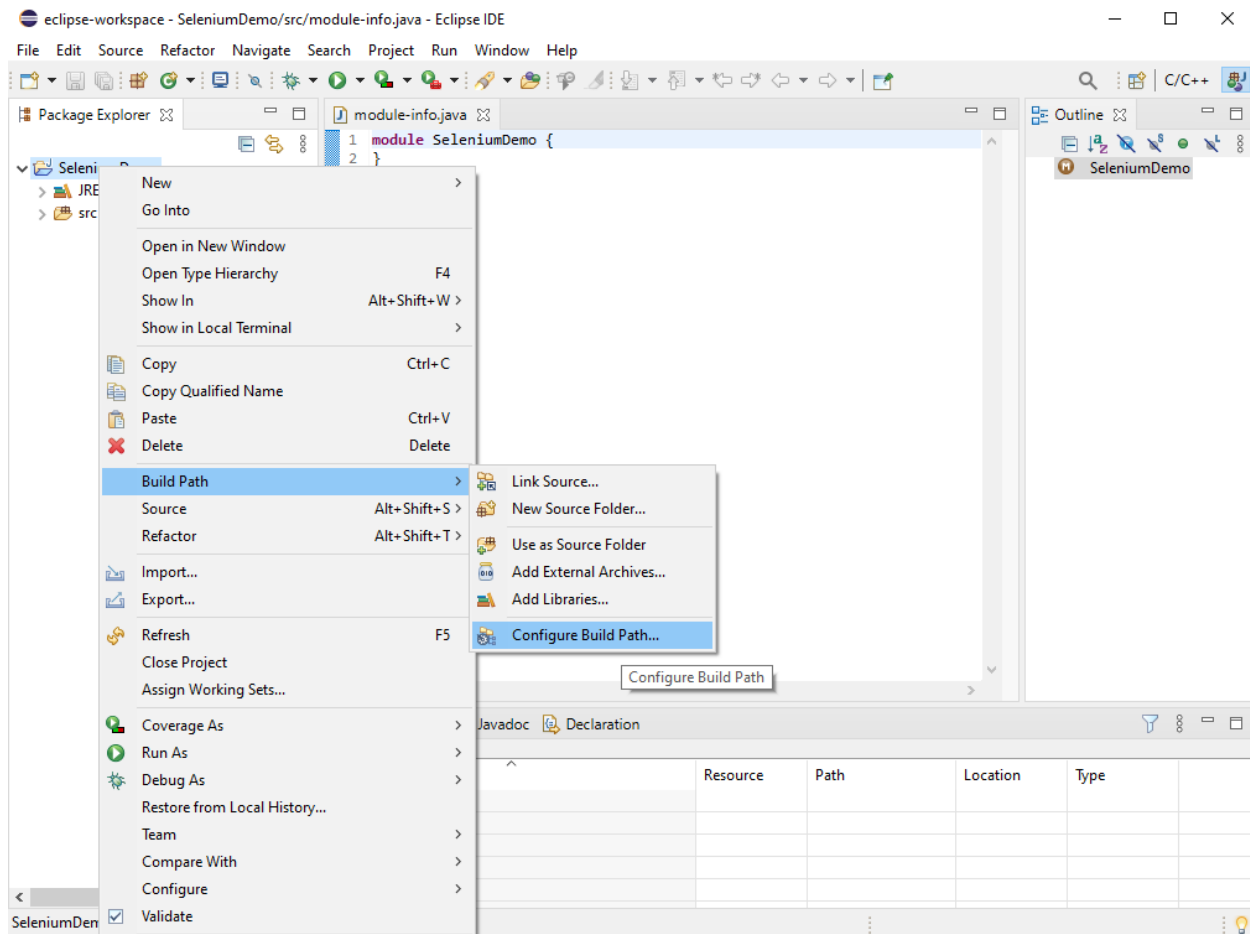 eclipse-workspace - SeleniumDemo/src/module-info.java - Eclipse IDE
File Edit Source Refactor Navigate Search Project Run Window Help
C/C++
Package Explorer
module-info.java
Outline
1 module SeleniumDemo {
2 }
SeleniumDemo
Seleni
JRE
src
New
Go Into
Open in New Window
Open Type Hierarchy F4
Show In Alt+Shift+W >
Show in Local Terminal
Copy Ctrl+C
Copy Qualified Name
Paste Ctrl+V
Delete Delete
Build Path
Source Alt+Shift+S >
Refactor Alt+Shift+T >
Import...
Export...
Refresh F5
Close Project
Assign Working Sets...
Coverage As
Run As
Debug As
Restore from Local History...
Team
Compare With
Configure
Validate
Link Source...
New Source Folder...
Use as Source Folder
Add External Archives...
Add Libraries...
Configure Build Path...
Configure Build Path
Javadoc Declaration
Resource Path Location Type
SeleniumDem